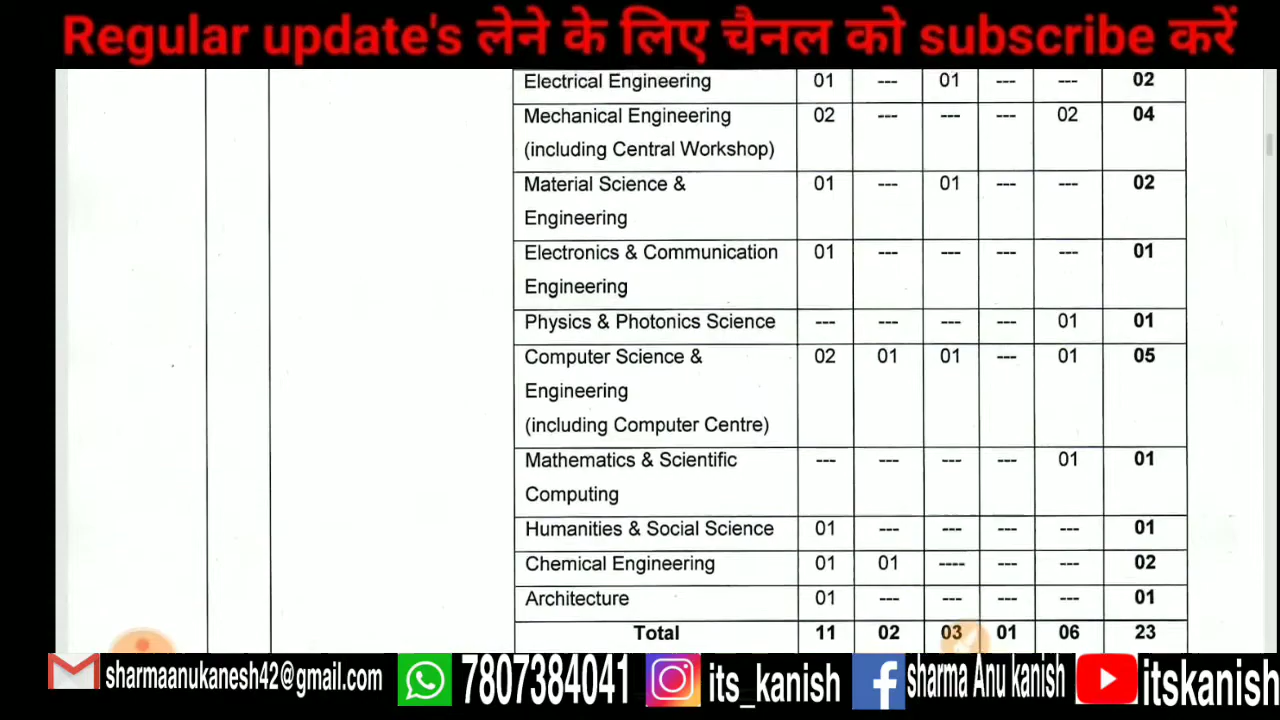 Regular update's लेने के लिए चैनल को subscribe करें
Electrical Engineering 01 --- 01 --- --- 02
Mechanical Engineering 02 --- --- --- 02 04
(including Central Workshop)
Material Science & 01 --- 01 --- --- 02
Engineering
Electronics & Communication 01 --- --- --- --- 01
Engineering
Physics & Photonics Science --- --- --- --- 01 01
Computer Science & 02 01 01 --- 01 05
Engineering
(including Computer Centre)
Mathematics & Scientific --- --- --- --- 01 01
Computing
Humanities & Social Science 01 --- --- --- --- 01
Chemical Engineering 01 01 ---- --- --- 02
Architecture 01 --- --- --- --- 01
Total 11 02 03 01 06 23
sharmaanukanesh42@gmail.com 7807384041 its_kanish sharma Anu kanish itskanish